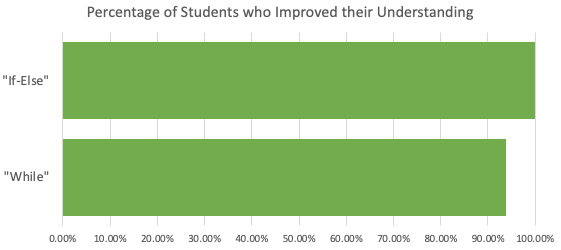 Percentage of Students who Improved their Understanding
"If-Else"
"While"
0.00% 10.00% 20.00% 30.00% 40.00% 50.00% 60.00% 70.00% 80.00% 90.00% 100.00%